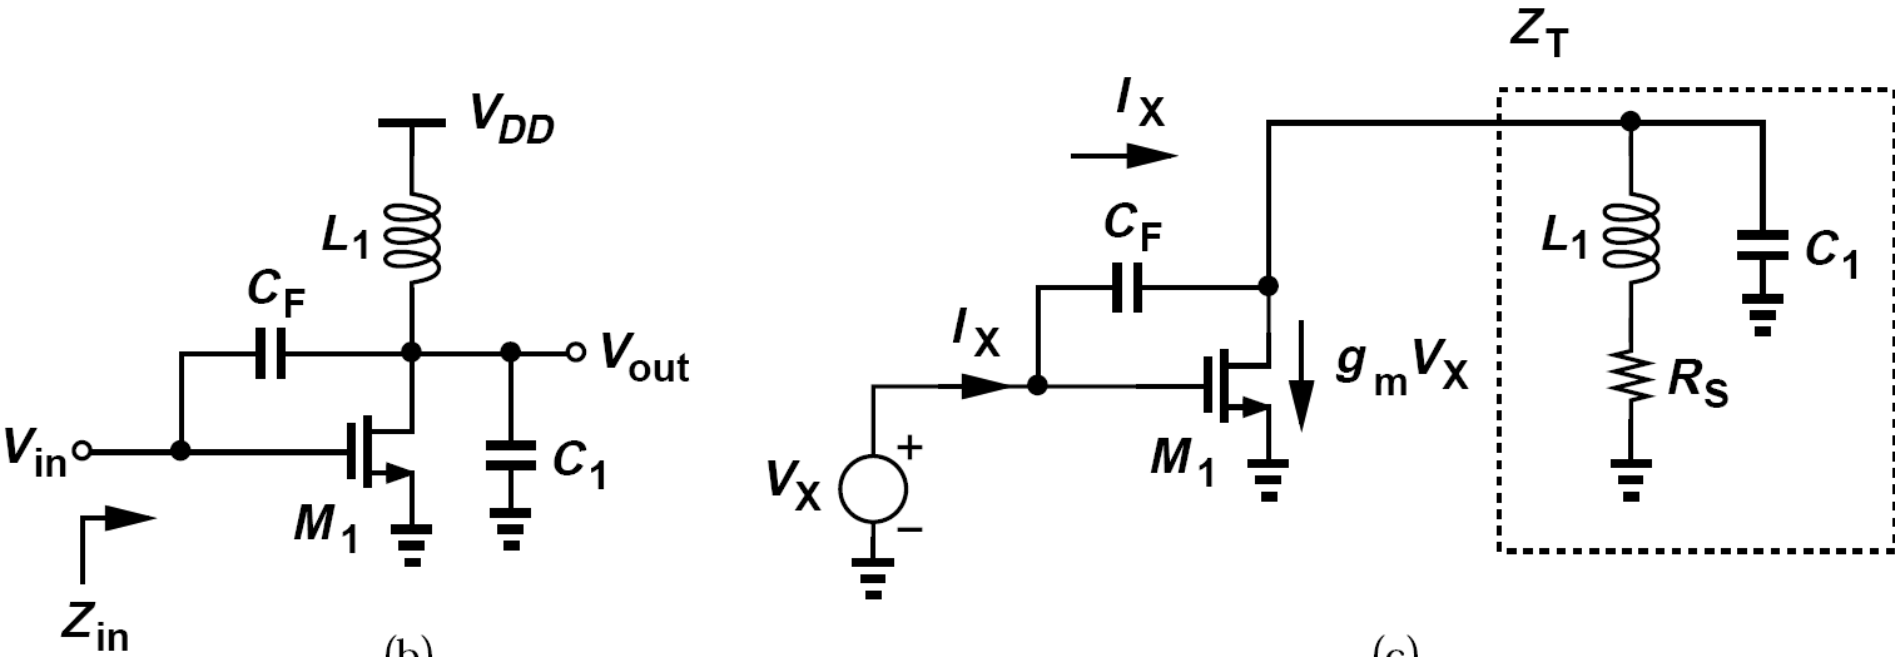 V_DD
L_1
C_F
V_out
V_in
C_1
M_1
Z_in
(b)
Z_T
I_X
C_F
L_1
C_1
I_X
g_m V_X
R_S
M_1
V_X
+
−
(c)